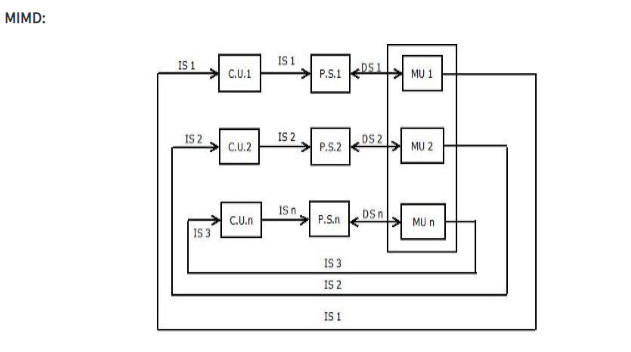 MIMD:
IS 1 C.U.1 IS 1 P.S.1 DS 1 MU 1
IS 2 C.U.2 IS 2 P.S.2 DS 2 MU 2
C.U.n IS n P.S.n DS n MU n
IS 3
IS 3
IS 2
IS 1